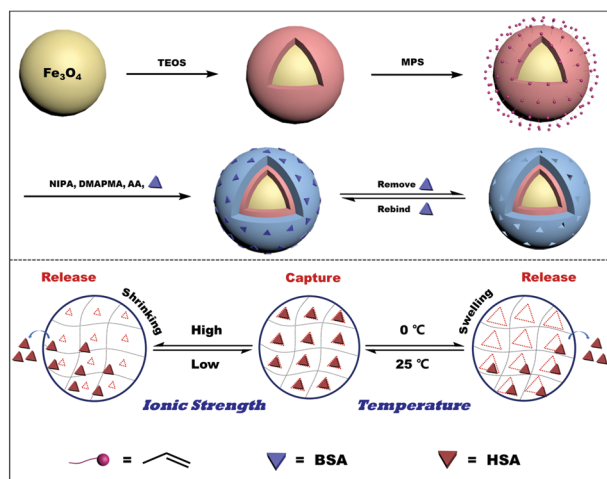 Fe₃O₄
TEOS
MPS
NIPA, DMAPMA, AA,
Remove
Rebind
Release
Capture
Release
Shrinking
High
Low
0 ℃
25 ℃
Swelling
Ionic Strength
Temperature
=
= BSA
= HSA